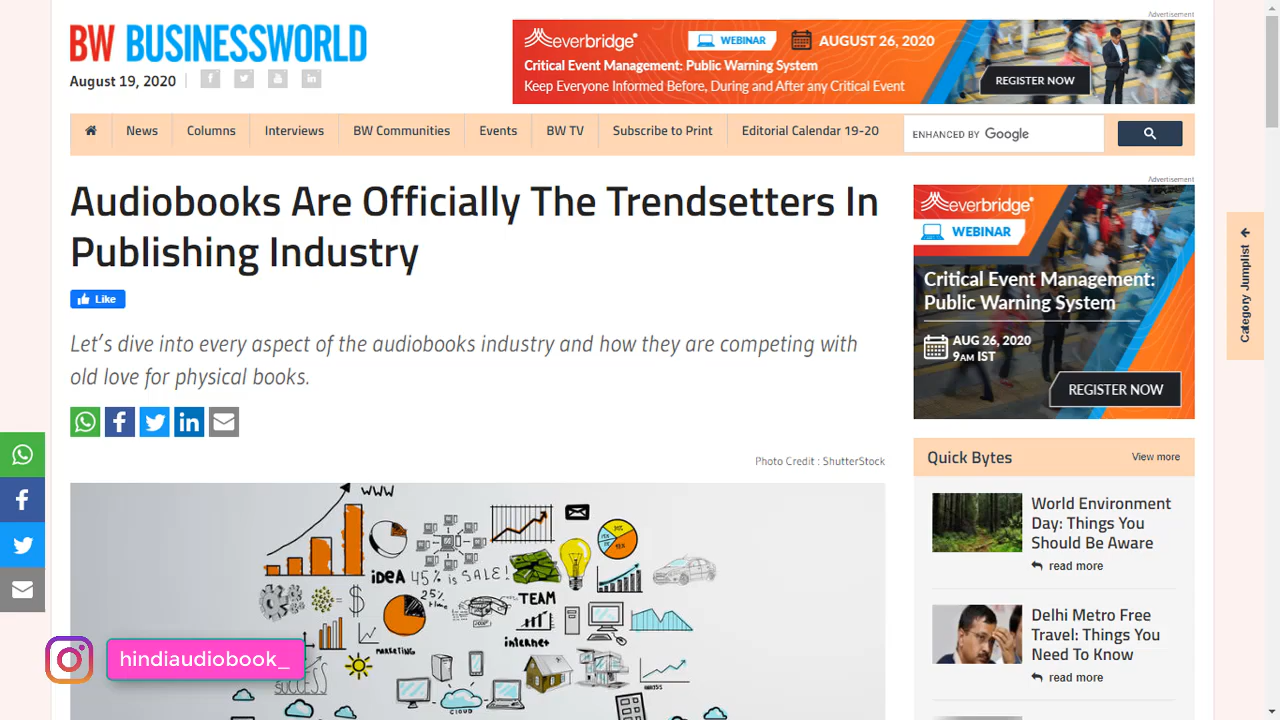 Advertisement
BW BUSINESSWORLD
August 19, 2020
everbridge
WEBINAR
AUGUST 26, 2020
Critical Event Management: Public Warning System
Keep Everyone Informed Before, During and After any Critical Event
REGISTER NOW
News
Columns
Interviews
BW Communities
Events
BW TV
Subscribe to Print
Editorial Calendar 19-20
ENHANCED BY Google
Audiobooks Are Officially The Trendsetters In
Publishing Industry
Like
Let's dive into every aspect of the audiobooks industry and how they are competing with
old love for physical books.
Photo Credit : ShutterStock
WWW
IDEA
45% is SALE!
25%
time
TEAM
MARKETING
internet
SUCCESS
CLOUD
ANALYSIS
hindiaudiobook_
Advertisement
everbridge
WEBINAR
Critical Event Management:
Public Warning System
AUG 26, 2020
9AM IST
REGISTER NOW
Category Jumplist
Quick Bytes
View more
World Environment
Day: Things You
Should Be Aware
read more
Delhi Metro Free
Travel: Things You
Need To Know
read more